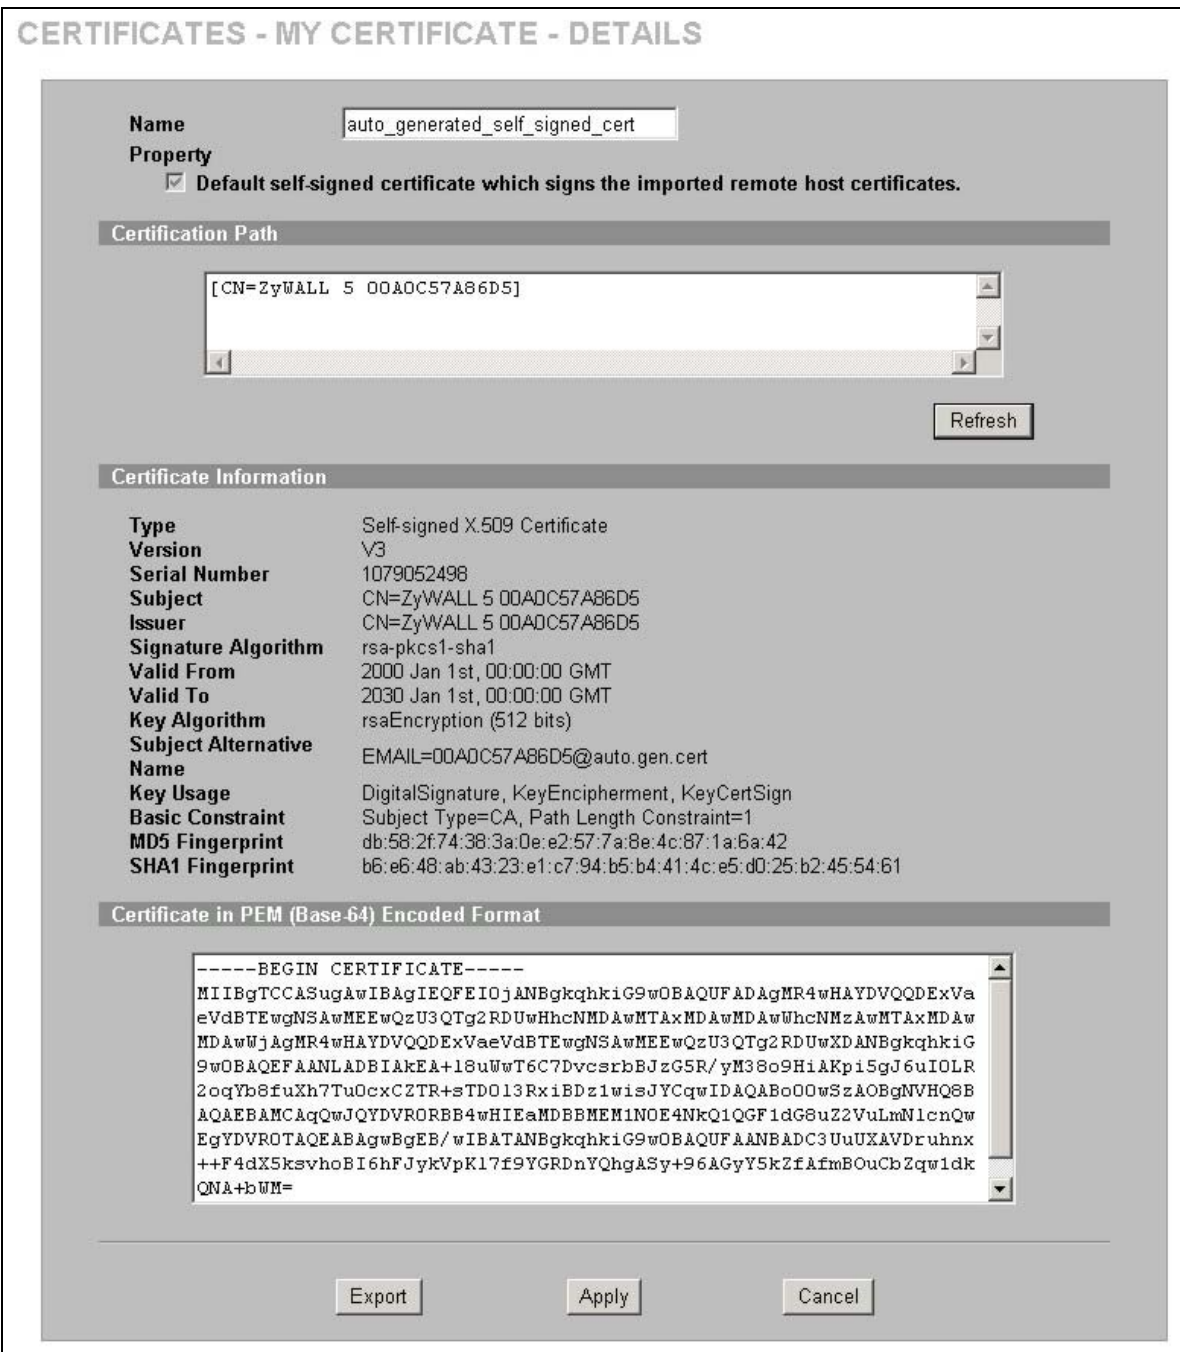 CERTIFICATES - MY CERTIFICATE - DETAILS
Name auto_generated_self_signed_cert
Property
Default self-signed certificate which signs the imported remote host certificates.
Certification Path
[CN=ZyWALL 5 00A0C57A86D5]
Refresh
Certificate Information
Type Self-signed X.509 Certificate
Version V3
Serial Number 1079052498
Subject CN=ZyWALL 5 00A0C57A86D5
Issuer CN=ZyWALL 5 00A0C57A86D5
Signature Algorithm rsa-pkcs1-sha1
Valid From 2000 Jan 1st, 00:00:00 GMT
Valid To 2030 Jan 1st, 00:00:00 GMT
Key Algorithm rsaEncryption (512 bits)
Subject Alternative
Name EMAIL=00A0C57A86D5@auto.gen.cert
Key Usage DigitalSignature, KeyEncipherment, KeyCertSign
Basic Constraint Subject Type=CA, Path Length Constraint=1
MD5 Fingerprint db:58:2f:74:38:3a:0e:e2:57:7a:8e:4c:87:1a:6a:42
SHA1 Fingerprint b6:e6:48:ab:43:23:e1:c7:94:b5:b4:41:4c:e5:d0:25:b2:45:54:61
Certificate in PEM (Base-64) Encoded Format
-----BEGIN CERTIFICATE-----
MIIBgTCCASugAwIBAgIEQFEI0jANBgkqhkiG9w0BAQUFADAgMR4wHAYDVQQDExVa
eVdBTEwgNSAwMEEwQzU3QTg2RDUwHhcNMDAwMTAxMDAwMDAwWhcNMzAwMTAxMDAw
MDAwWjAgMR4wHAYDVQQDExVaeVdBTEwgNSAwMEEwQzU3QTg2RDUwXDANBgkqhkiG
9w0BAQEFAANLADBIAkEA+18uWwT6C7DvcsrbBJzG5R/yM38o9HiAKpi5gJ6uIOLR
2oqYb8fuXh7Tu0cxCZTR+sTD0l3RxiBDz1wisJYCqwIDAQABo00wSzAOBgNVHQ8B
AQAEBAMCAqQwJQYDVR0RBB4wHIEaMDBBMEM1N0E4NkQ1QGF1dG8uZ2VuLmNlcnQw
EgYDVR0TAQEABAgwBgEB/wIBATANBgkqhkiG9w0BAQUFAANBADC3UuUXAVDruhnx
++F4dX5ksvhoBI6hFJykVpKl7f9YGRDnYQhgASy+96AGyY5kZfAfmBOuCbZqw1dk
QNA+bWM=
Export
Apply
Cancel